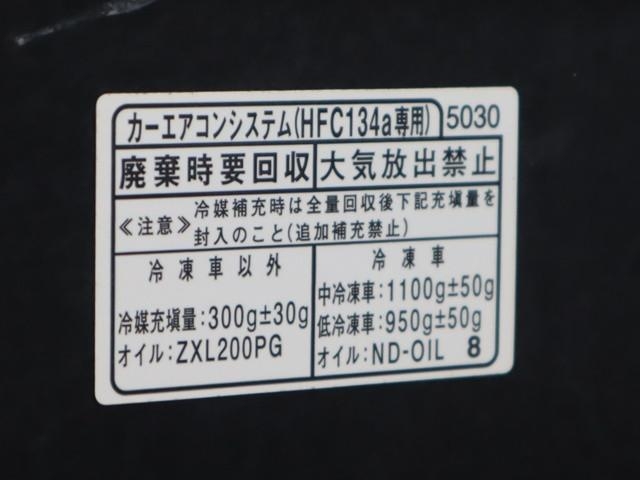 カーエアコンシステム(HFC134a専用) 5030
廃棄時要回収 大気放出禁止
≪注意≫ 冷媒補充時は全量回収後下記充填量を
封入のこと(追加補充禁止)
冷凍車以外
冷媒充填量:300g±30g
オイル:ZXL200PG
冷凍車
中冷凍車:1100g±50g
低冷凍車:950g±50g
オイル:ND-OIL 8